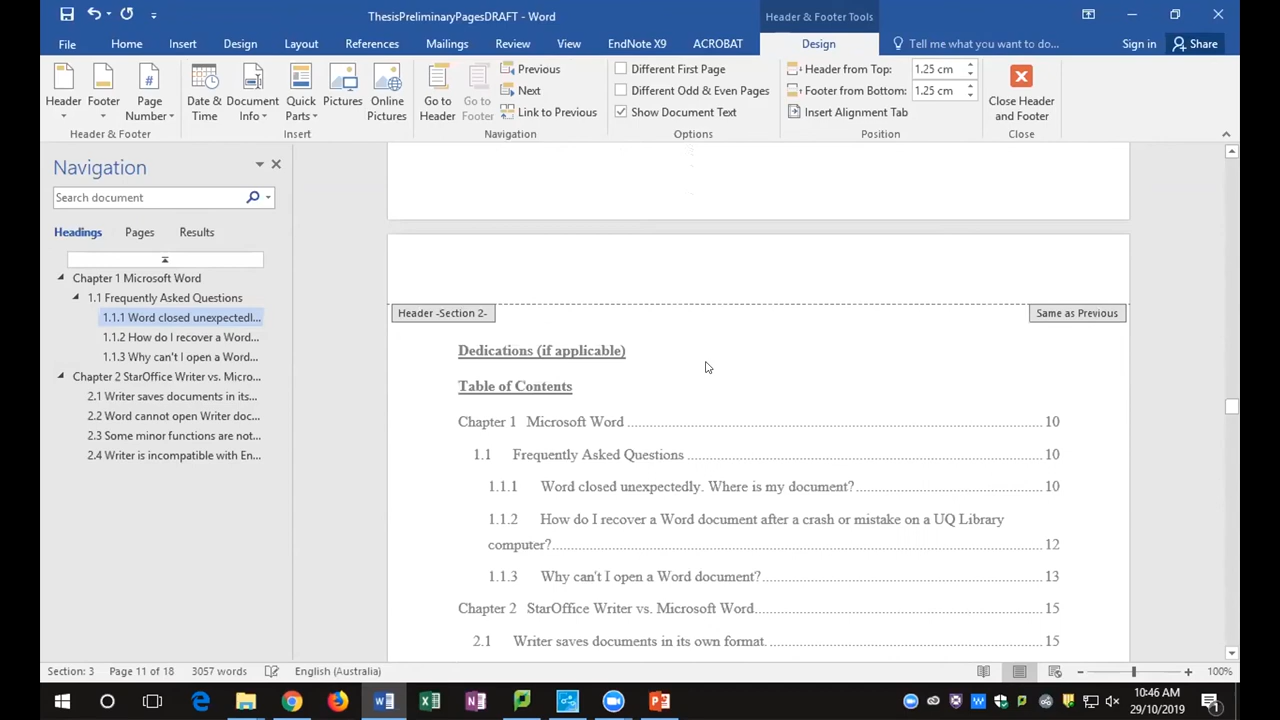 ThesisPreliminaryPagesDRAFT - Word
Header & Footer Tools
File Home Insert Design Layout References Mailings Review View EndNote X9 ACROBAT Design Tell me what you want to do... Sign in Share
Header
Footer
Page Number
Header & Footer
Date & Time
Document Info
Quick Parts
Pictures
Online Pictures
Insert
Go to Header
Go to Footer
Previous
Next
Link to Previous
Navigation
Different First Page
Different Odd & Even Pages
Show Document Text
Options
Header from Top: 1.25 cm
Footer from Bottom: 1.25 cm
Insert Alignment Tab
Position
Close Header and Footer
Close
Navigation
Search document
Headings Pages Results
Chapter 1 Microsoft Word
1.1 Frequently Asked Questions
1.1.1 Word closed unexpectedl...
1.1.2 How do I recover a Word...
1.1.3 Why can't I open a Word...
Chapter 2 StarOffice Writer vs. Micro...
2.1 Writer saves documents in its...
2.2 Word cannot open Writer doc...
2.3 Some minor functions are not...
2.4 Writer is incompatible with En...
Header -Section 2-
Same as Previous
Dedications (if applicable)
Table of Contents
Chapter 1 Microsoft Word ........ 10
1.1 Frequently Asked Questions ........ 10
1.1.1 Word closed unexpectedly. Where is my document? ........ 10
1.1.2 How do I recover a Word document after a crash or mistake on a UQ Library
computer? ........ 12
1.1.3 Why can't I open a Word document? ........ 13
Chapter 2 StarOffice Writer vs. Microsoft Word ........ 15
2.1 Writer saves documents in its own format. ........ 15
Section: 3 Page 11 of 18 3057 words English (Australia) 100%
10:46 AM
29/10/2019
1